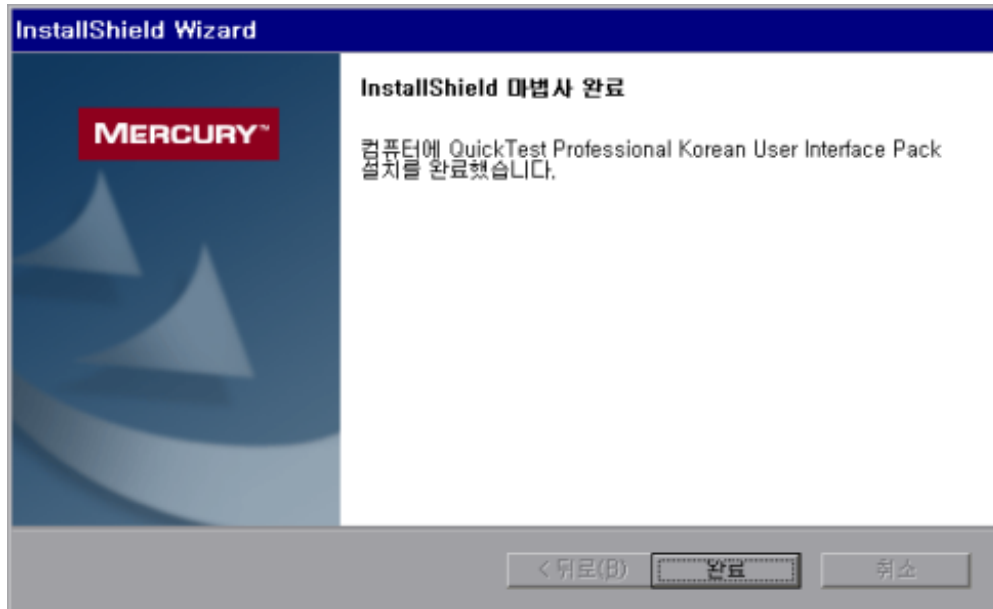 InstallShield Wizard
MERCURY™
InstallShield 마법사 완료
컴퓨터에 QuickTest Professional Korean User Interface Pack
설치를 완료했습니다.
< 뒤로(B)
완료
취소